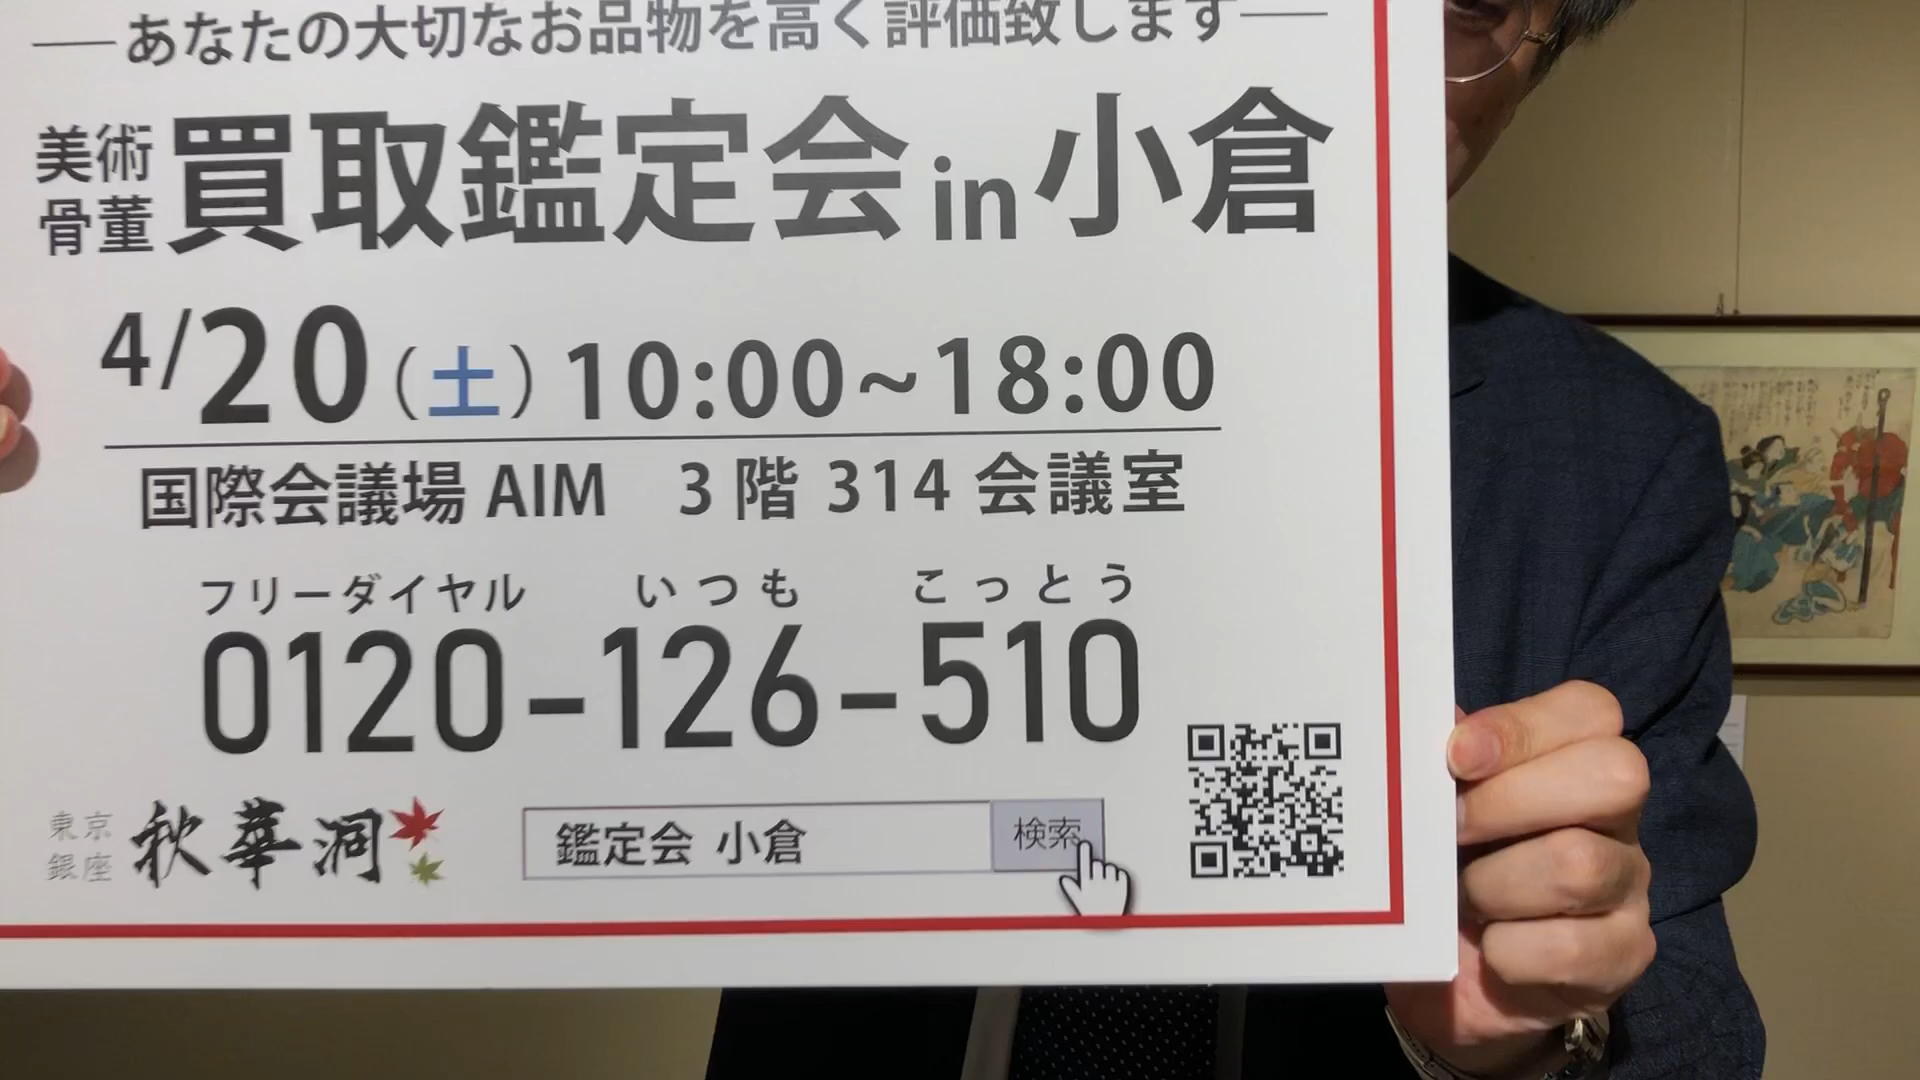 あなたの大切なお品物を高く評価致します
美術
骨董
買取鑑定会in小倉
4/20（土）10:00~18:00
国際会議場 AIM 3階 314会議室
フリーダイヤル いつも こっとう
0120-126-510
東京
銀座
秋華洞
鑑定会 小倉
検索